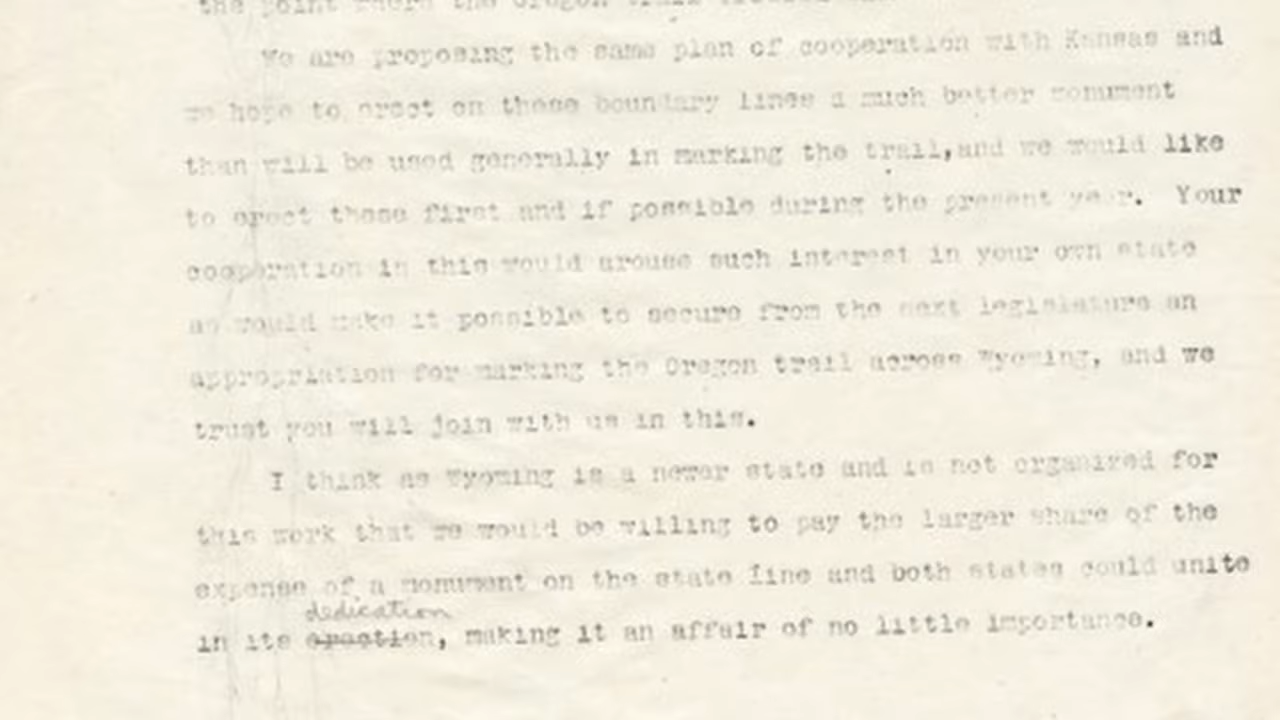 the point where the Oregon trail
We are proposing the same plan of cooperation with Kansas and
we hope to erect on these boundary lines a much better monument
than will be used generally in marking the trail,and we would like
to erect these first and if possible during the present year. Your
cooperation in this would arouse such interest in your own state
as would make it possible to secure from the next legislature an
appropriation for marking the Oregon trail across Wyoming, and we
trust you will join with us in this.
I think as Wyoming is a newer state and is not organized for
this work that we would be willing to pay the larger share of the
expense of a monument on the state line and both states could unite
dedication
in its erection, making it an affair of no little importance.